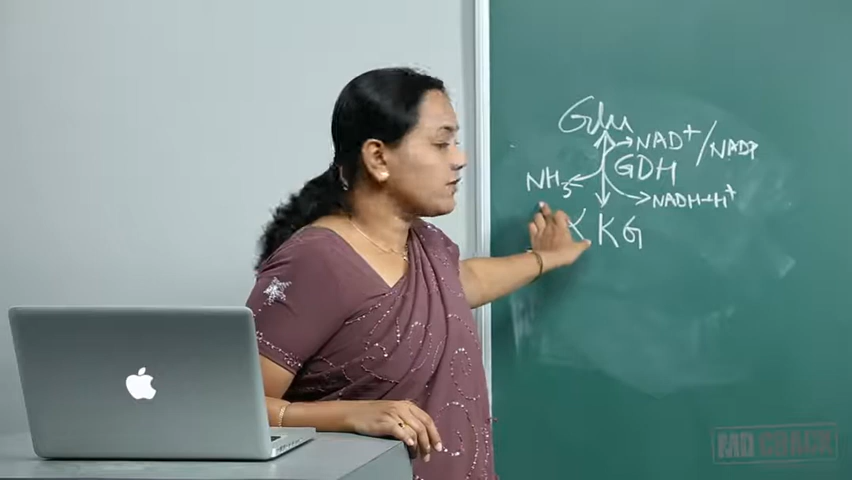 Glu
NAD+ / NADP
GDH
NH3
NADH+H+
α KG
MD CRACK